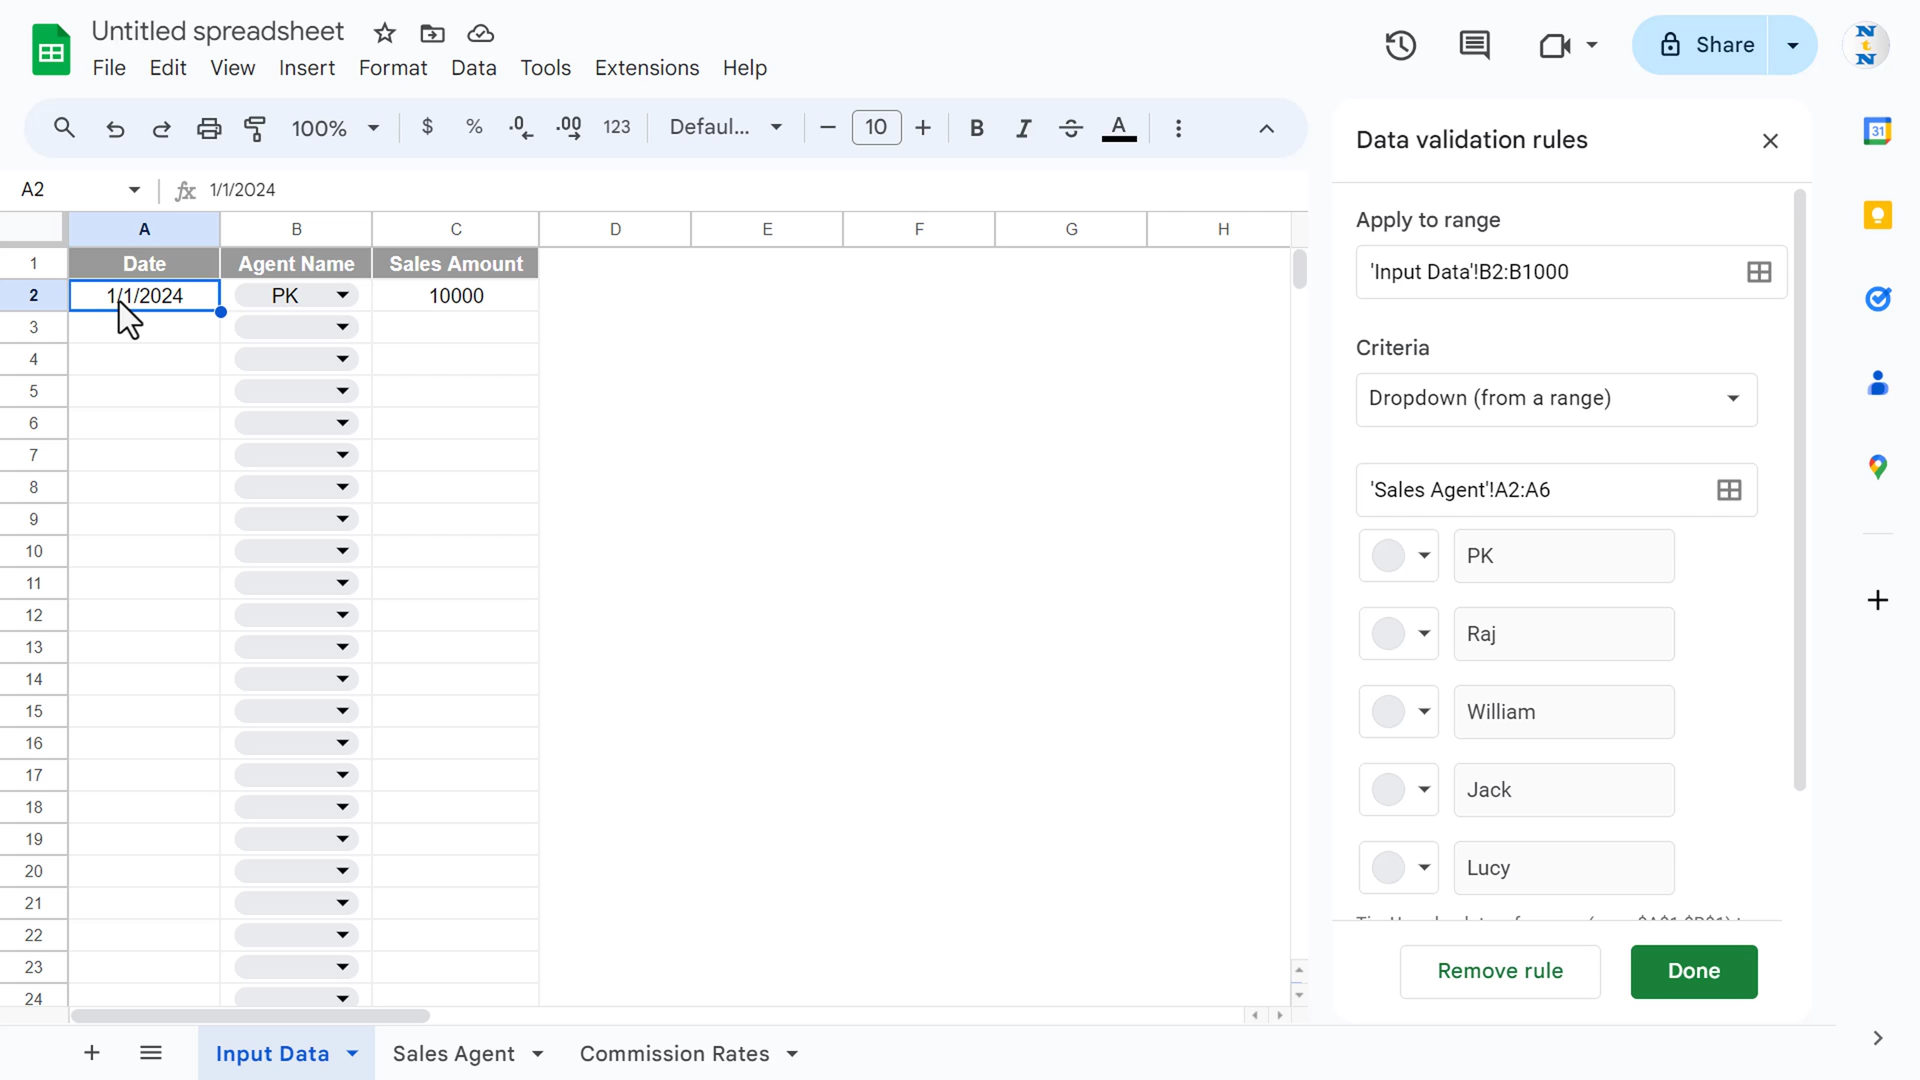 Untitled spreadsheet
File Edit View Insert Format Data Tools Extensions Help
Share
100% $ % .0 .00 123 Defaul... 10 B I A
A2 fx 1/1/2024
A B C D E F G H
1 Date Agent Name Sales Amount
2 1/1/2024 PK 10000
3
4
5
6
7
8
9
10
11
12
13
14
15
16
17
18
19
20
21
22
23
24
Input Data Sales Agent Commission Rates
Data validation rules
Apply to range
'Input Data'!B2:B1000
Criteria
Dropdown (from a range)
'Sales Agent'!A2:A6
PK
Raj
William
Jack
Lucy
Remove rule Done
31
N
t
N